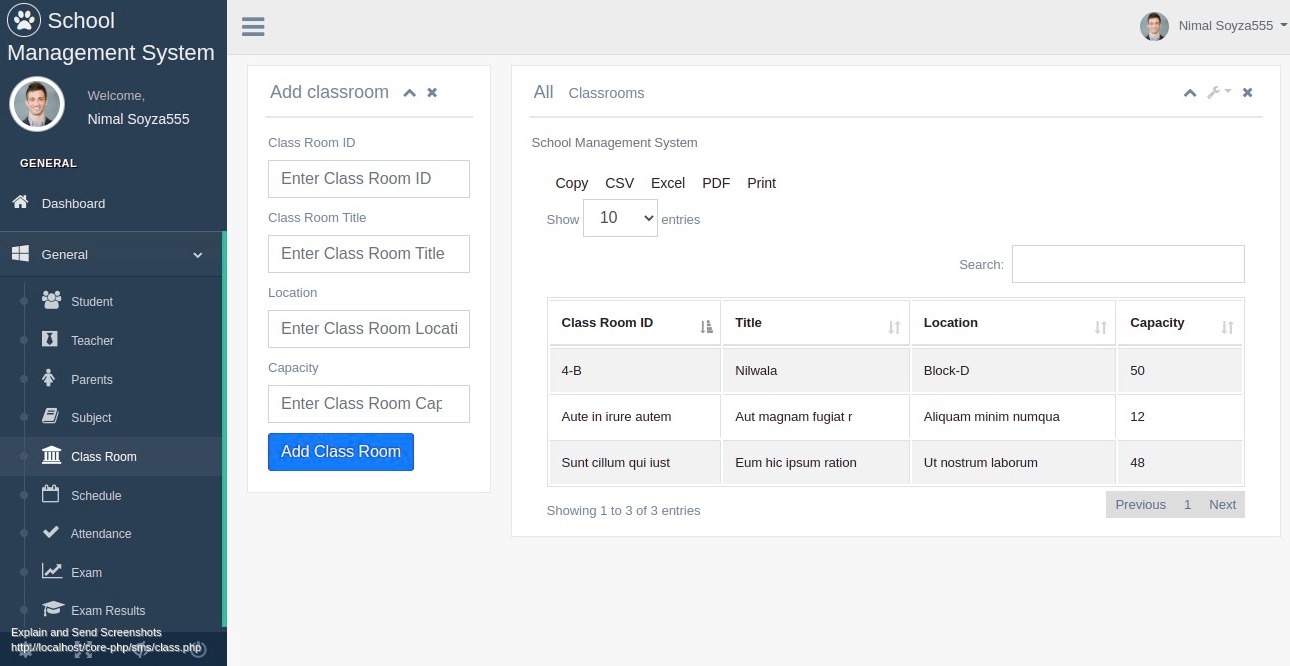 School
Management System
Welcome,
Nimal Soyza555
GENERAL
Dashboard
General
Student
Teacher
Parents
Subject
Class Room
Schedule
Attendance
Exam
Exam Results
Explain and Send Screenshots
http://localhost/core-php/sms/class.php
Nimal Soyza555
Add classroom
Class Room ID
Enter Class Room ID
Class Room Title
Enter Class Room Title
Location
Enter Class Room Locati
Capacity
Enter Class Room Cap
Add Class Room
All Classrooms
School Management System
Copy CSV Excel PDF Print
Show 10 entries
Search:
Class Room ID Title Location Capacity
4-B Nilwala Block-D 50
Aute in irure autem Aut magnam fugiat r Aliquam minim numqua 12
Sunt cillum qui iust Eum hic ipsum ration Ut nostrum laborum 48
Showing 1 to 3 of 3 entries
Previous 1 Next